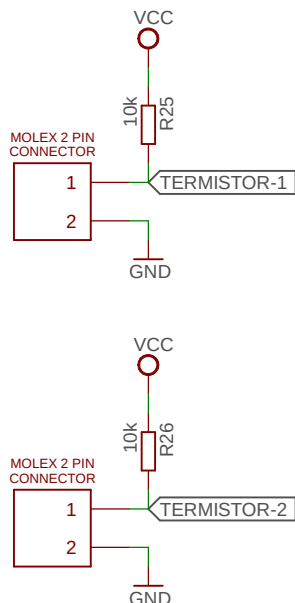 VCC
10k
R25
MOLEX 2 PIN
CONNECTOR
1
TERMISTOR-1
2
GND
VCC
10k
R26
MOLEX 2 PIN
CONNECTOR
1
TERMISTOR-2
2
GND